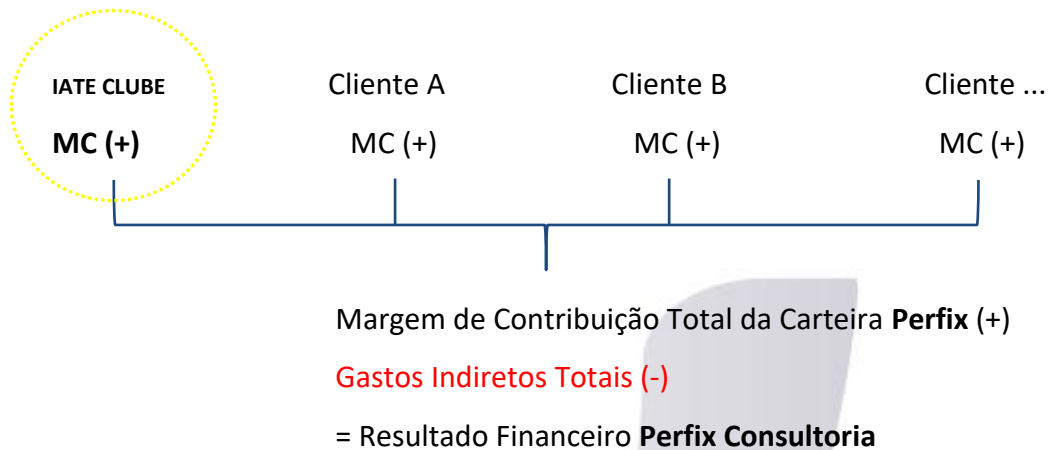 IATE CLUBE Cliente A Cliente B Cliente ...
MC (+) MC (+) MC (+) MC (+)
Margem de Contribuição Total da Carteira Perfix (+)
Gastos Indiretos Totais (-)
= Resultado Financeiro Perfix Consultoria